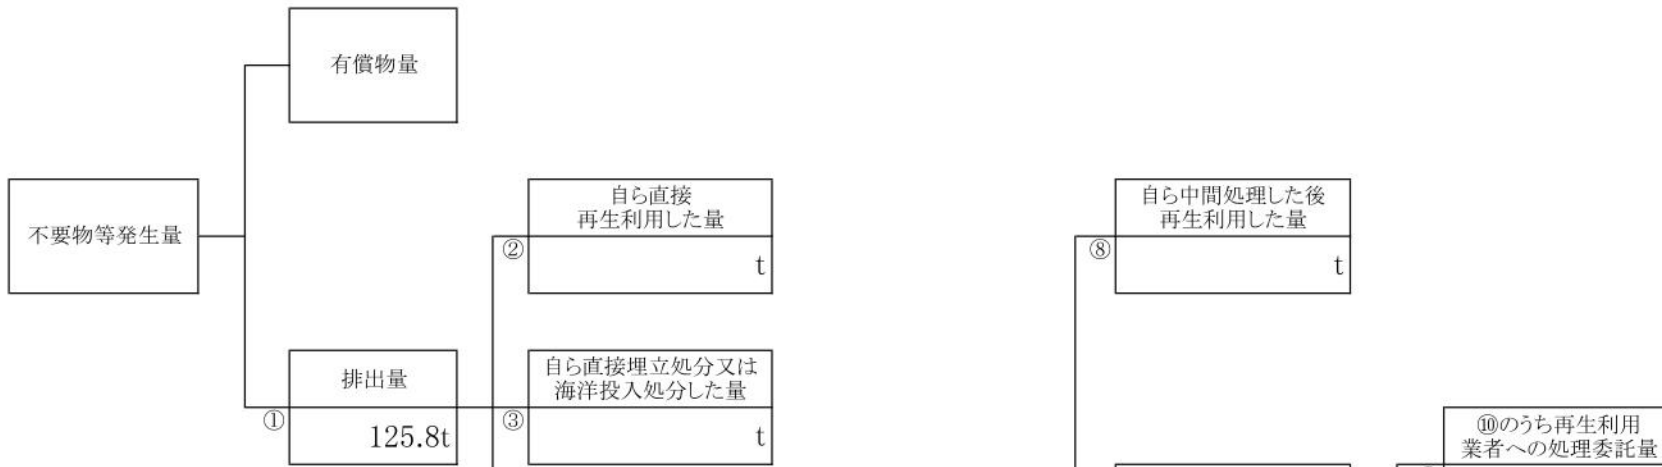 有償物量
不要物等発生量
自ら直接
再生利用した量
②
t
自ら中間処理した後
再生利用した量
⑧
t
排出量
①
125.8t
自ら直接埋立処分又は
海洋投入処分した量
③
t
⑩のうち再生利用
業者への処理委託量